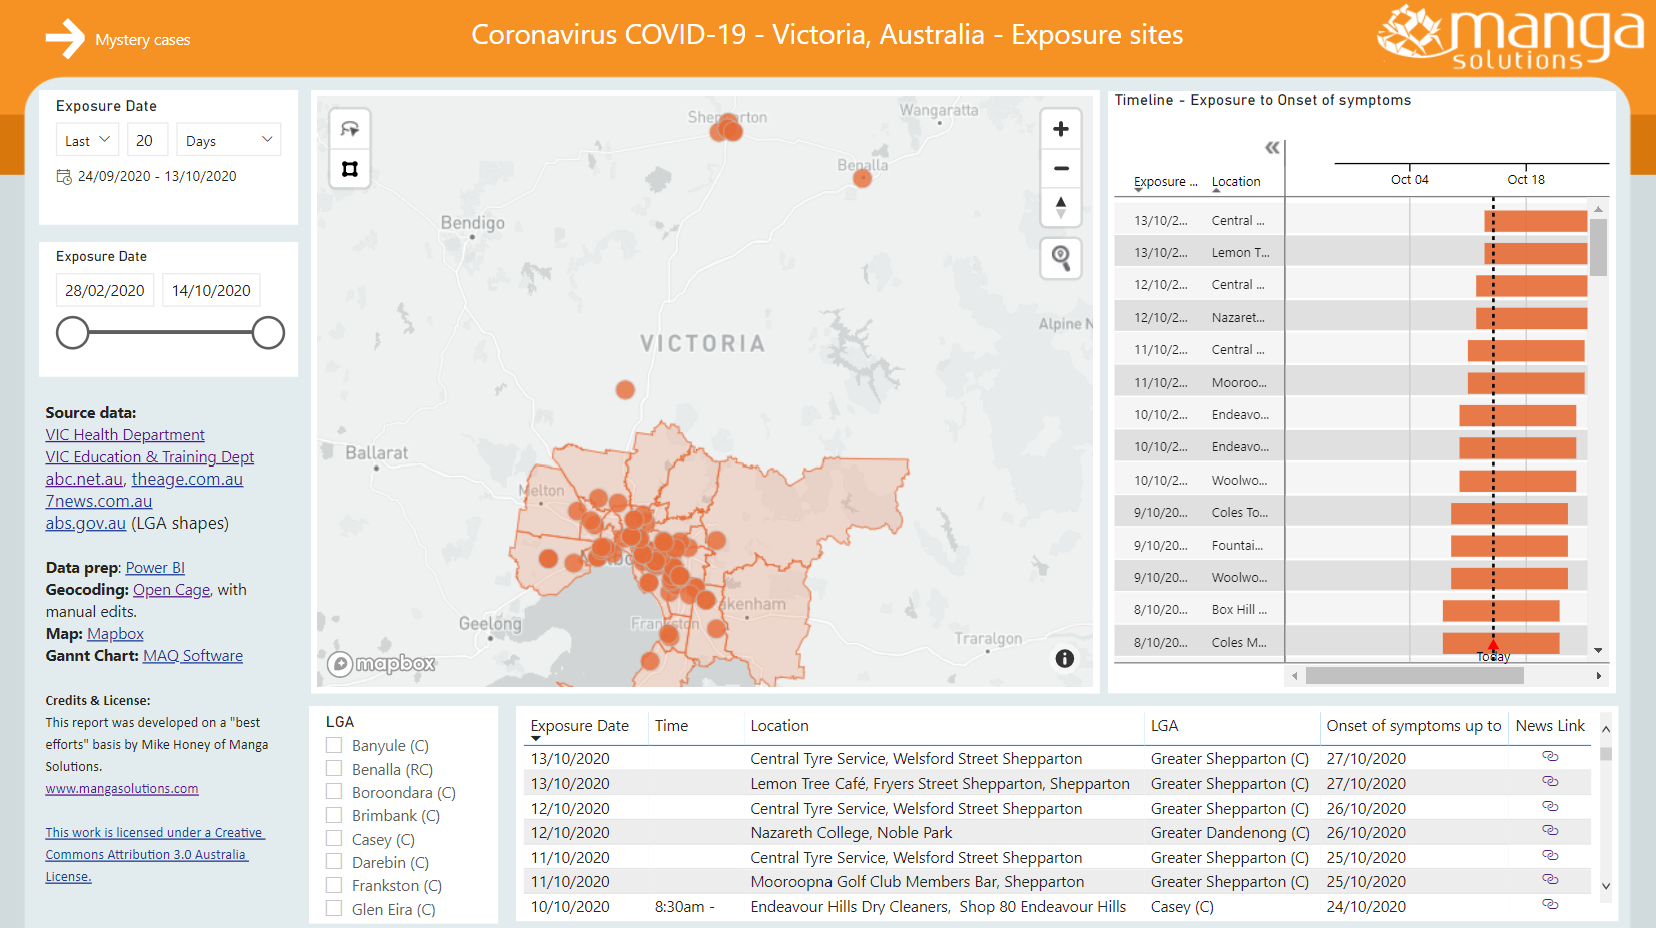 Mystery cases
Coronavirus COVID-19 - Victoria, Australia - Exposure sites
manga
solutions
Exposure Date
Last 20 Days
24/09/2020 - 13/10/2020
Exposure Date
28/02/2020 14/10/2020
Source data:
VIC Health Department
VIC Education & Training Dept
abc.net.au, theage.com.au
7news.com.au
abs.gov.au (LGA shapes)
Data prep: Power BI
Geocoding: Open Cage, with
manual edits.
Map: Mapbox
Gannt Chart: MAQ Software
Credits & License:
This report was developed on a "best
efforts" basis by Mike Honey of Manga
Solutions.
www.mangasolutions.com
This work is licensed under a Creative
Commons Attribution 3.0 Australia
License.
Wangaratta
Benalla
Bendigo
VICTORIA
Alpine N
Ballarat
Melton
Geelong
Traralgon
mapbox
Timeline - Exposure to Onset of symptoms
Exposure ... Location Oct 04 Oct 18
13/10/2... Central ...
13/10/2... Lemon T...
12/10/2... Central ...
12/10/2... Nazaret...
11/10/2... Central ...
11/10/2... Mooroo...
10/10/2... Endeavo...
10/10/2... Endeavo...
10/10/2... Woolwo...
9/10/20... Coles To...
9/10/20... Fountai...
9/10/20... Woolwo...
8/10/20... Box Hill ...
8/10/20... Coles M...
Today
LGA
Banyule (C)
Benalla (RC)
Boroondara (C)
Brimbank (C)
Casey (C)
Darebin (C)
Frankston (C)
Glen Eira (C)
Exposure Date Time Location LGA Onset of symptoms up to News Link
13/10/2020 Central Tyre Service, Welsford Street Shepparton Greater Shepparton (C) 27/10/2020
13/10/2020 Lemon Tree Café, Fryers Street Shepparton, Shepparton Greater Shepparton (C) 27/10/2020
12/10/2020 Central Tyre Service, Welsford Street Shepparton Greater Shepparton (C) 26/10/2020
12/10/2020 Nazareth College, Noble Park Greater Dandenong (C) 26/10/2020
11/10/2020 Central Tyre Service, Welsford Street Shepparton Greater Shepparton (C) 25/10/2020
11/10/2020 Mooroopna Golf Club Members Bar, Shepparton Greater Shepparton (C) 25/10/2020
10/10/2020 8:30am - Endeavour Hills Dry Cleaners, Shop 80 Endeavour Hills Casey (C) 24/10/2020